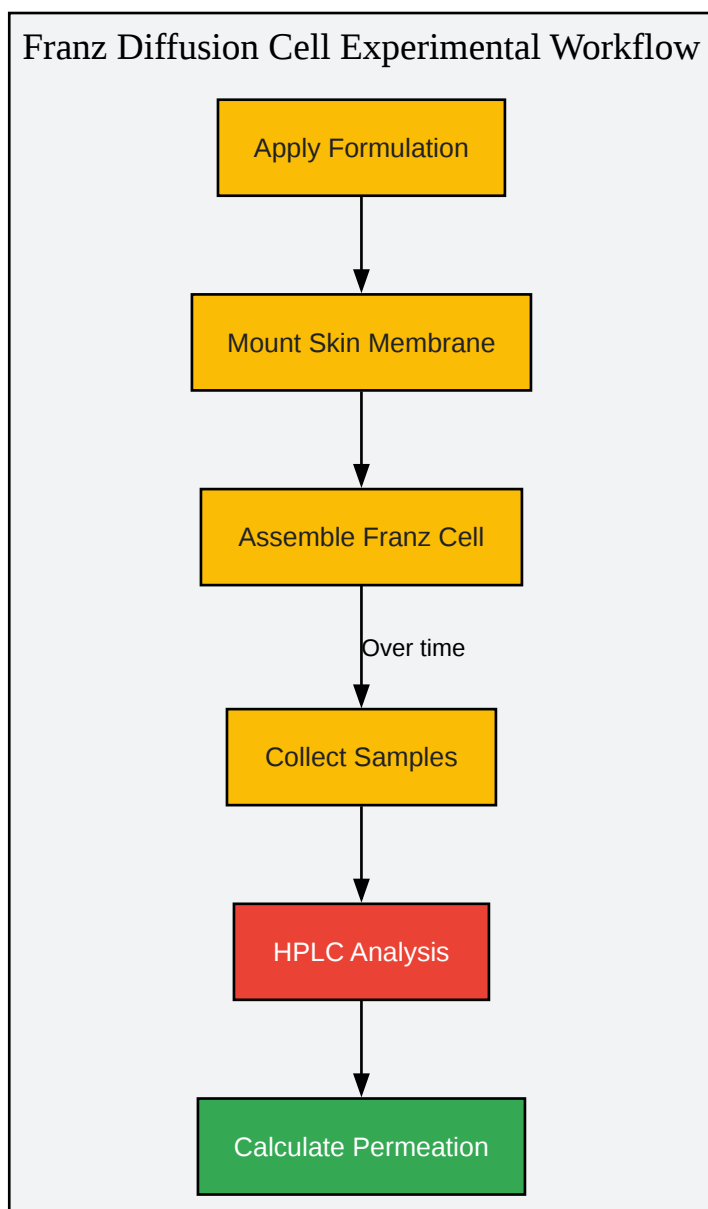 Franz Diffusion Cell Experimental Workflow
Apply Formulation
Mount Skin Membrane
Assemble Franz Cell
Over time
Collect Samples
HPLC Analysis
Calculate Permeation